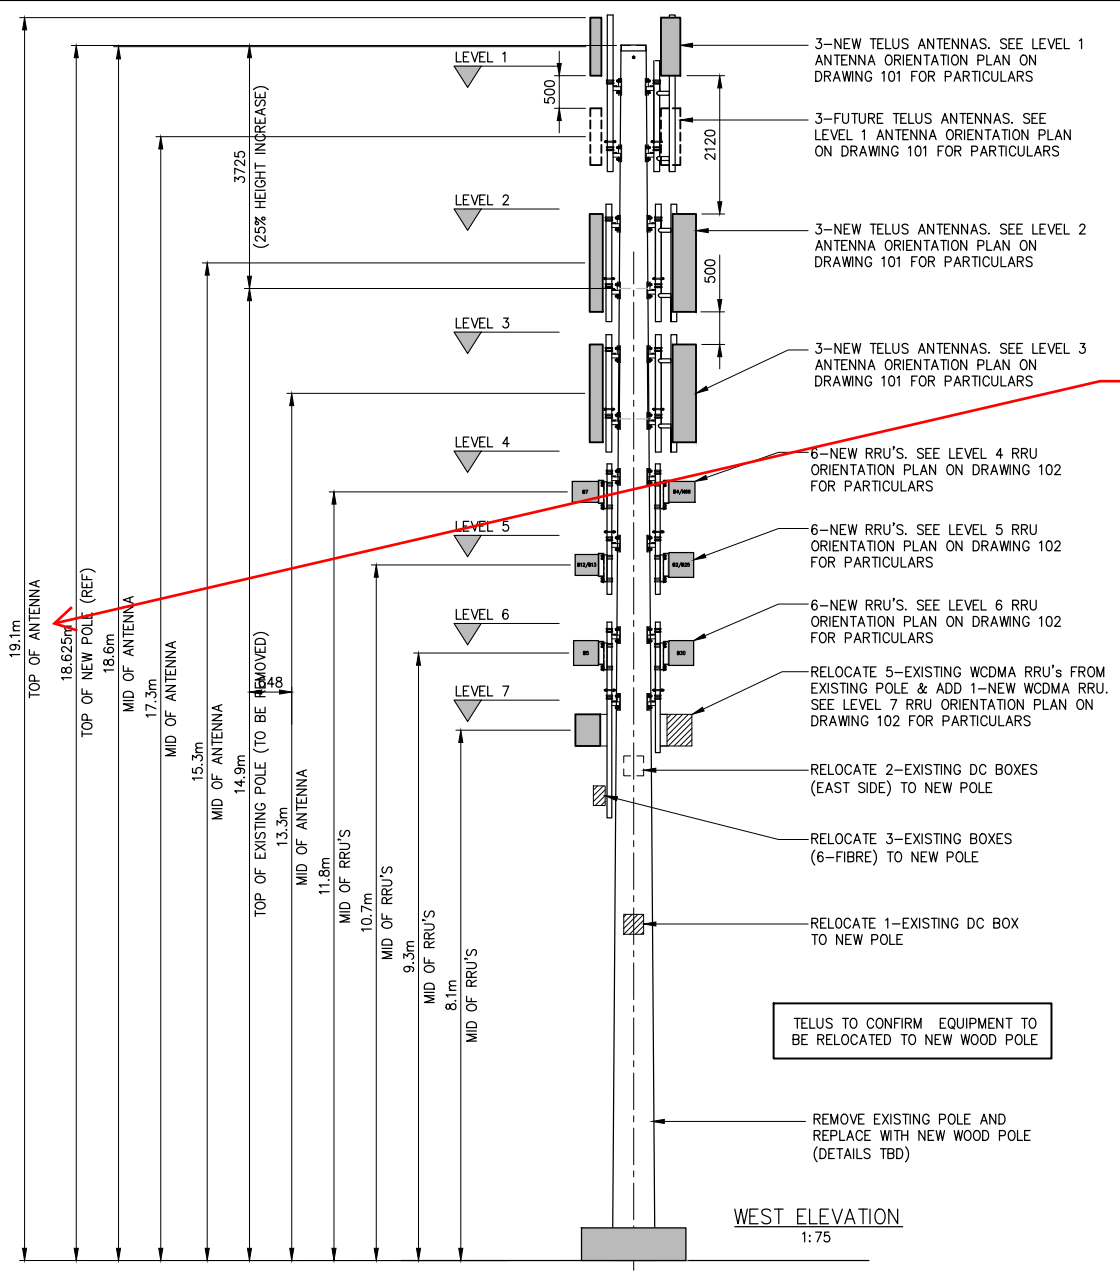 3-NEW TELUS ANTENNAS. SEE LEVEL 1
ANTENNA ORIENTATION PLAN ON
DRAWING 101 FOR PARTICULARS
3-FUTURE TELUS ANTENNAS. SEE
LEVEL 1 ANTENNA ORIENTATION PLAN
ON DRAWING 101 FOR PARTICULARS
3-NEW TELUS ANTENNAS. SEE LEVEL 2
ANTENNA ORIENTATION PLAN ON
DRAWING 101 FOR PARTICULARS
3-NEW TELUS ANTENNAS. SEE LEVEL 3
ANTENNA ORIENTATION PLAN ON
DRAWING 101 FOR PARTICULARS
6-NEW RRU'S. SEE LEVEL 4 RRU
ORIENTATION PLAN ON DRAWING 102
FOR PARTICULARS
6-NEW RRU'S. SEE LEVEL 5 RRU
ORIENTATION PLAN ON DRAWING 102
FOR PARTICULARS
6-NEW RRU'S. SEE LEVEL 6 RRU
ORIENTATION PLAN ON DRAWING 102
FOR PARTICULARS
RELOCATE 5-EXISTING WCDMA RRU's FROM
EXISTING POLE & ADD 1-NEW WCDMA RRU.
SEE LEVEL 7 RRU ORIENTATION PLAN ON
DRAWING 102 FOR PARTICULARS
RELOCATE 2-EXISTING DC BOXES
(EAST SIDE) TO NEW POLE
RELOCATE 3-EXISTING BOXES
(6-FIBRE) TO NEW POLE
RELOCATE 1-EXISTING DC BOX
TO NEW POLE
TELUS TO CONFIRM EQUIPMENT TO
BE RELOCATED TO NEW WOOD POLE
REMOVE EXISTING POLE AND
REPLACE WITH NEW WOOD POLE
(DETAILS TBD)
WEST ELEVATION
1:75
LEVEL 1
LEVEL 2
LEVEL 3
LEVEL 4
LEVEL 5
LEVEL 6
LEVEL 7
500
2120
500
3725
(25% HEIGHT INCREASE)
648
19.1m
TOP OF ANTENNA
18.625m
TOP OF NEW POLE (REF)
18.6m
MID OF ANTENNA
17.3m
MID OF ANTENNA
15.3m
MID OF ANTENNA
14.9m
TOP OF EXISTING POLE (TO BE REMOVED)
13.3m
MID OF ANTENNA
11.8m
MID OF RRU'S
10.7m
MID OF RRU'S
9.3m
MID OF RRU'S
8.1m
MID OF RRU'S
B7
B12/B13
B2/B25
B5
B30